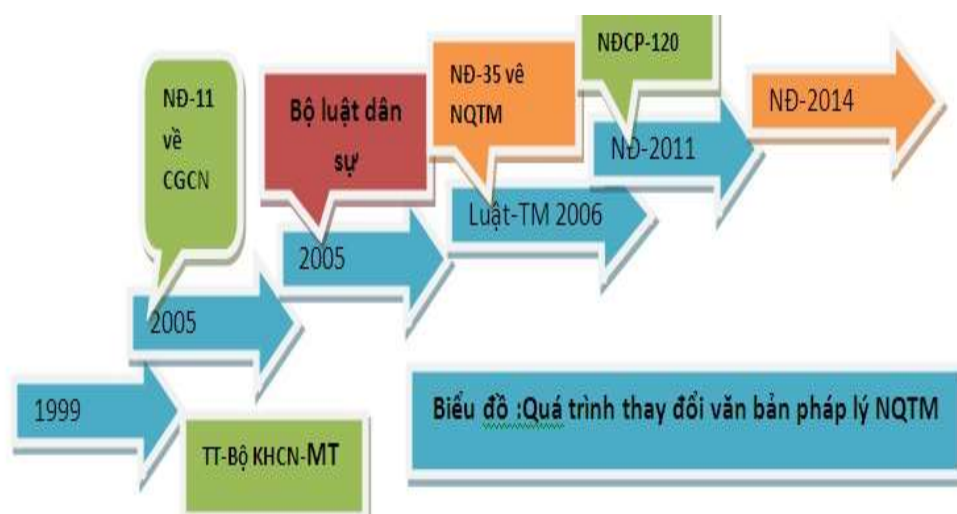 NĐCP-120
NĐ-11
về
CGCN
Bộ luật dân
sự
NĐ-35 vê
NQTM
NĐ-2014
NĐ-2011
Luật-TM 2006
2005
2005
1999
TT-Bộ KHCN-MT
Biểu đồ :Quá trình thay đổi văn bản pháp lý NQTM